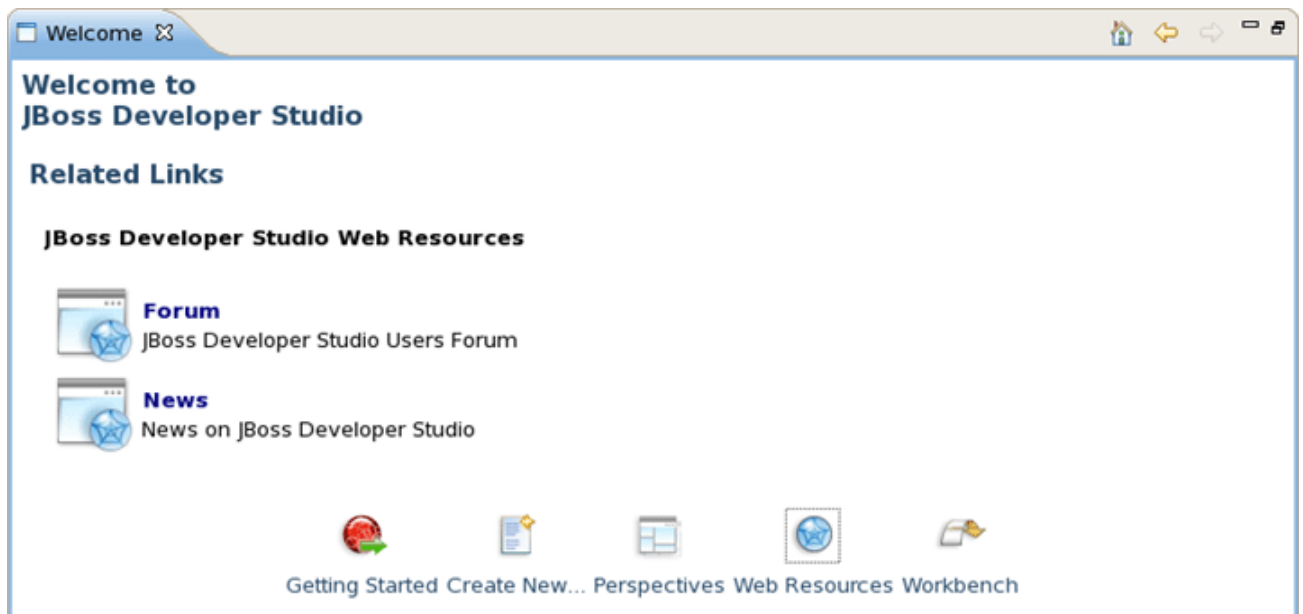 Welcome
Welcome to
JBoss Developer Studio
Related Links
JBoss Developer Studio Web Resources
Forum
JBoss Developer Studio Users Forum
News
News on JBoss Developer Studio
Getting Started Create New... Perspectives Web Resources Workbench